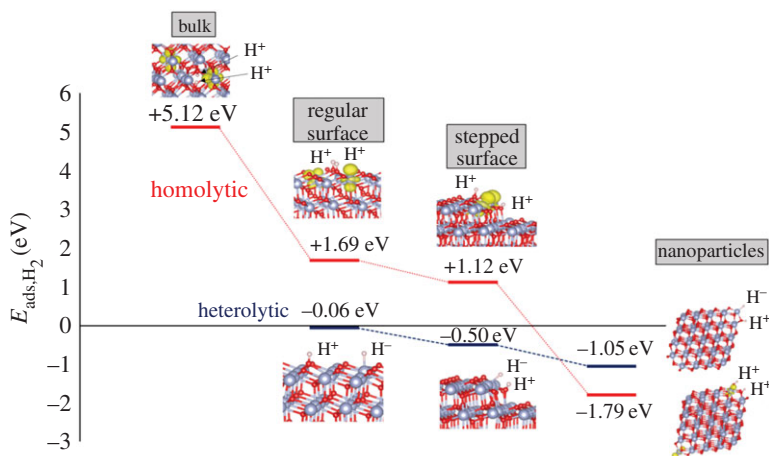 bulk
H+
H+
+5.12 eV
regular
surface
H+ H+
stepped
surface
H+
H+
homolytic
+1.69 eV
+1.12 eV
nanoparticles
heterolytic
−0.06 eV
−0.50 eV
−1.05 eV
−1.79 eV
H+ H−
H−
H+
H−
H+
H+
H+
E ads,H2 (eV)
6
5
4
3
2
1
0
−1
−2
−3